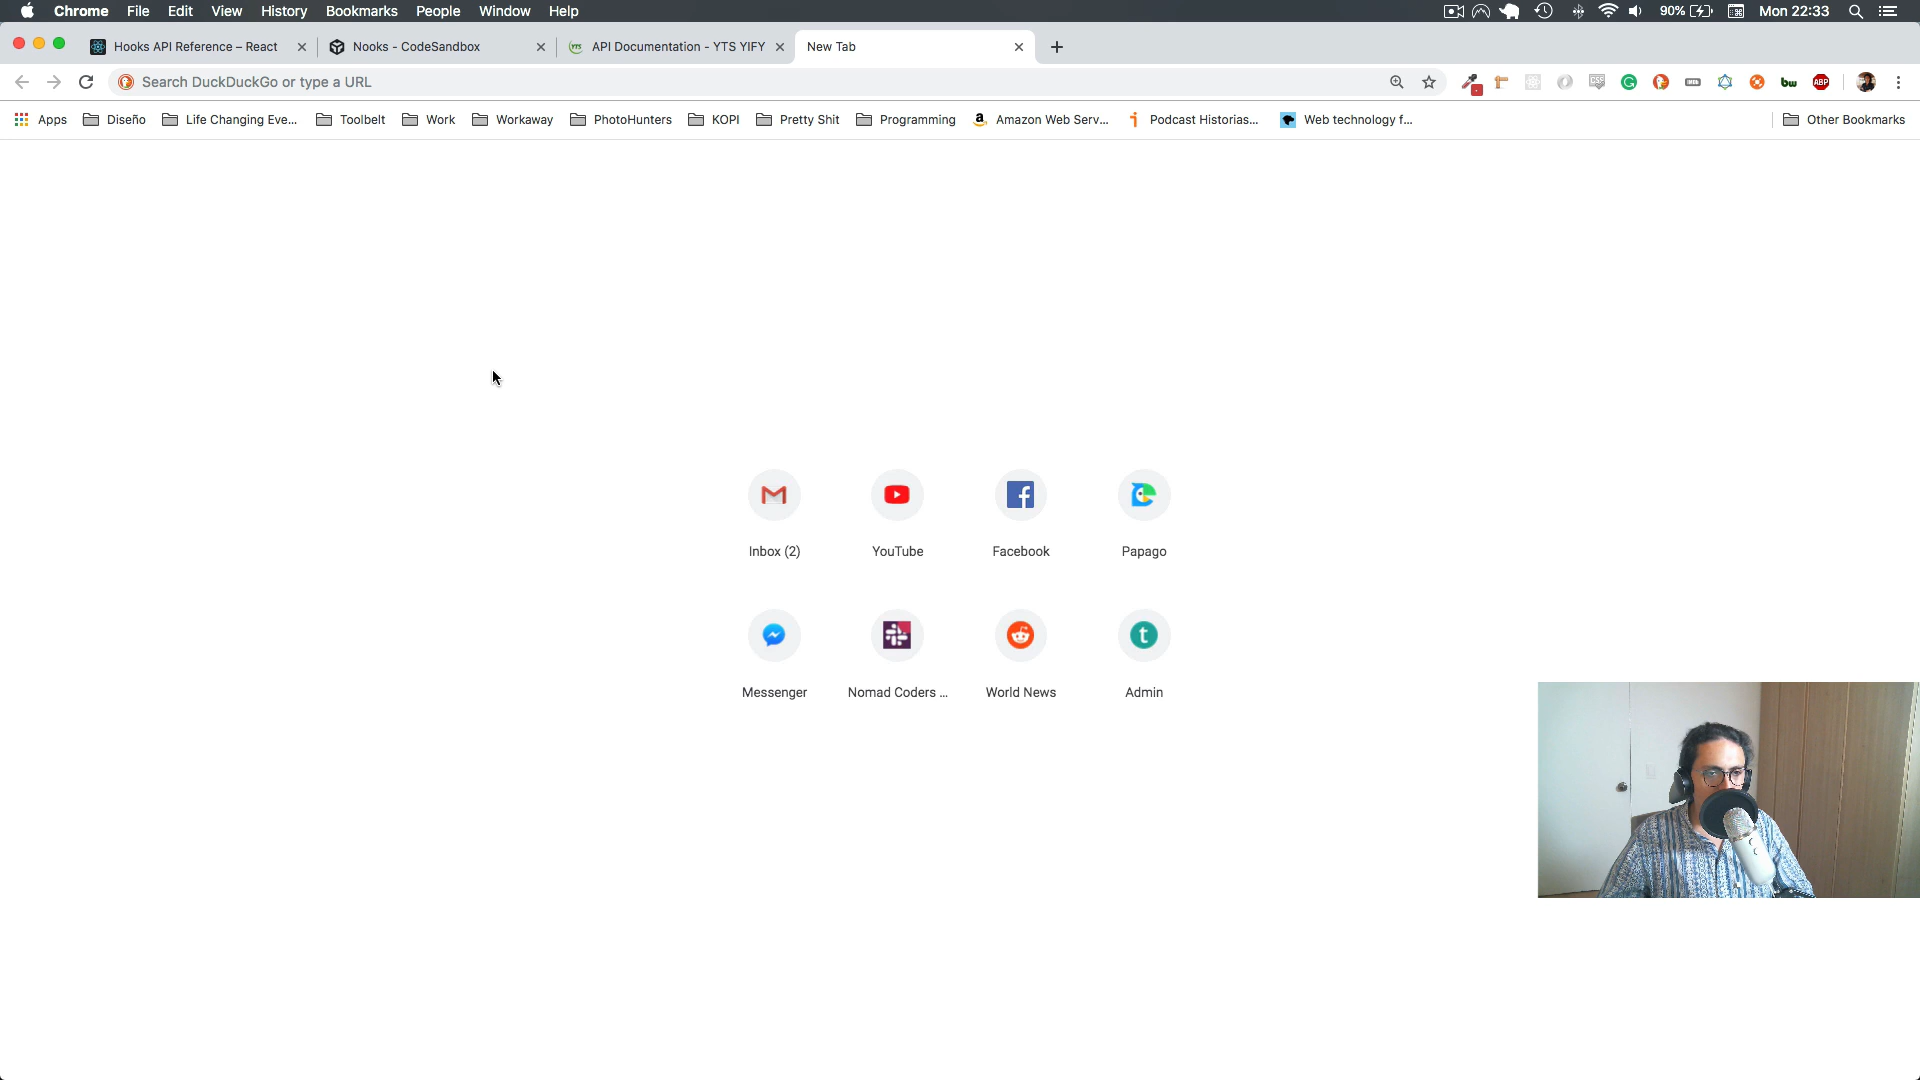 Chrome File Edit View History Bookmarks People Window Help 90% Mon 22:33
Hooks API Reference – React Nooks - CodeSandbox API Documentation - YTS YIFY New Tab
Search DuckDuckGo or type a URL
Apps Diseño Life Changing Eve... Toolbelt Work Workaway PhotoHunters KOPI Pretty Shit Programming Amazon Web Serv... Podcast Historias... Web technology f... Other Bookmarks
Inbox (2) YouTube Facebook Papago
Messenger Nomad Coders ... World News Admin